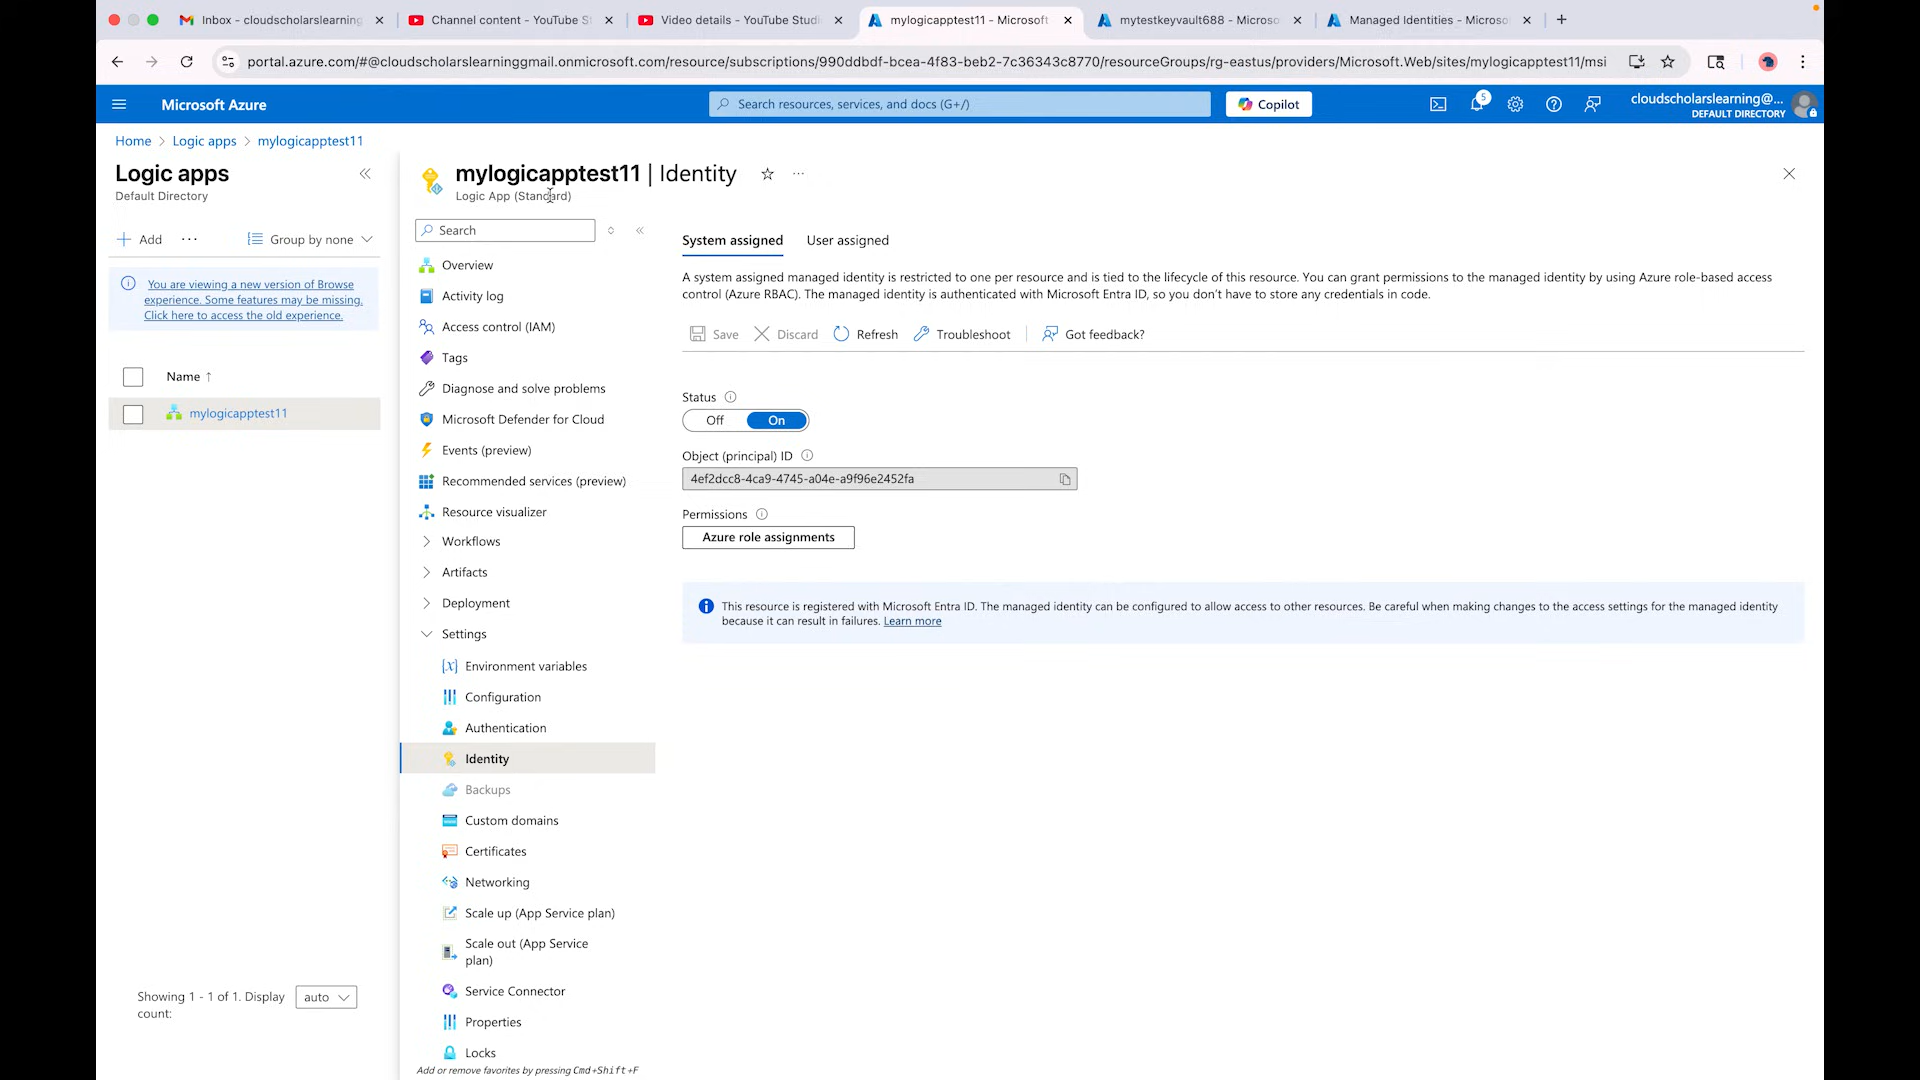 Inbox - cloudscholarslearning
Channel content - YouTube S
Video details - YouTube Studi
mylogicapptest11 - Microsoft
mytestkeyvault688 - Microso
Managed Identities - Microso
portal.azure.com/#@cloudscholarslearninggmail.onmicrosoft.com/resource/subscriptions/990ddbdf-bcea-4f83-beb2-7c36343c8770/resourceGroups/rg-eastus/providers/Microsoft.Web/sites/mylogicapptest11/msi
Microsoft Azure
Search resources, services, and docs (G+/)
Copilot
5
cloudscholarslearning@...
DEFAULT DIRECTORY
Home > Logic apps > mylogicapptest11
Logic apps
Default Directory
Add
Group by none
You are viewing a new version of Browse
experience. Some features may be missing.
Click here to access the old experience.
Name ↑
mylogicapptest11
Showing 1 - 1 of 1. Display
count:
auto
mylogicapptest11 | Identity
Logic App (Standard)
Search
Overview
Activity log
Access control (IAM)
Tags
Diagnose and solve problems
Microsoft Defender for Cloud
Events (preview)
Recommended services (preview)
Resource visualizer
Workflows
Artifacts
Deployment
Settings
Environment variables
Configuration
Authentication
Identity
Backups
Custom domains
Certificates
Networking
Scale up (App Service plan)
Scale out (App Service
plan)
Service Connector
Properties
Locks
Add or remove favorites by pressing Cmd+Shift+F
System assigned
User assigned
A system assigned managed identity is restricted to one per resource and is tied to the lifecycle of this resource. You can grant permissions to the managed identity by using Azure role-based access
control (Azure RBAC). The managed identity is authenticated with Microsoft Entra ID, so you don't have to store any credentials in code.
Save
Discard
Refresh
Troubleshoot
Got feedback?
Status
Off
On
Object (principal) ID
4ef2dcc8-4ca9-4745-a04e-a9f96e2452fa
Permissions
Azure role assignments
This resource is registered with Microsoft Entra ID. The managed identity can be configured to allow access to other resources. Be careful when making changes to the access settings for the managed identity
because it can result in failures. Learn more